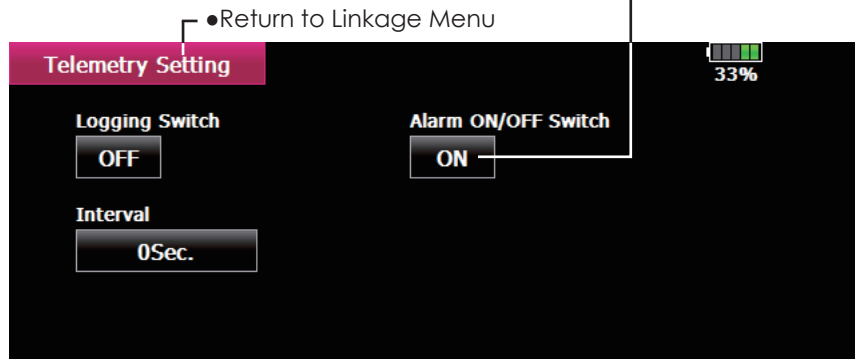 ●Return to Linkage Menu
Telemetry Setting
33%
Logging Switch
Alarm ON/OFF Switch
OFF
ON
Interval
0Sec.